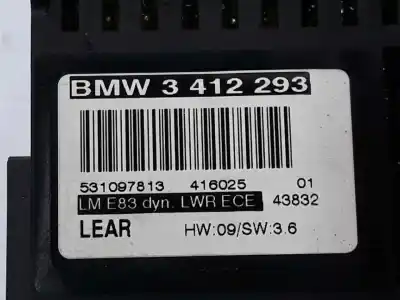 BMW 3 412 293
531097813 416025 01
LM E83 dyn. LWR ECE 43832
LEAR HW:09/SW:3.6